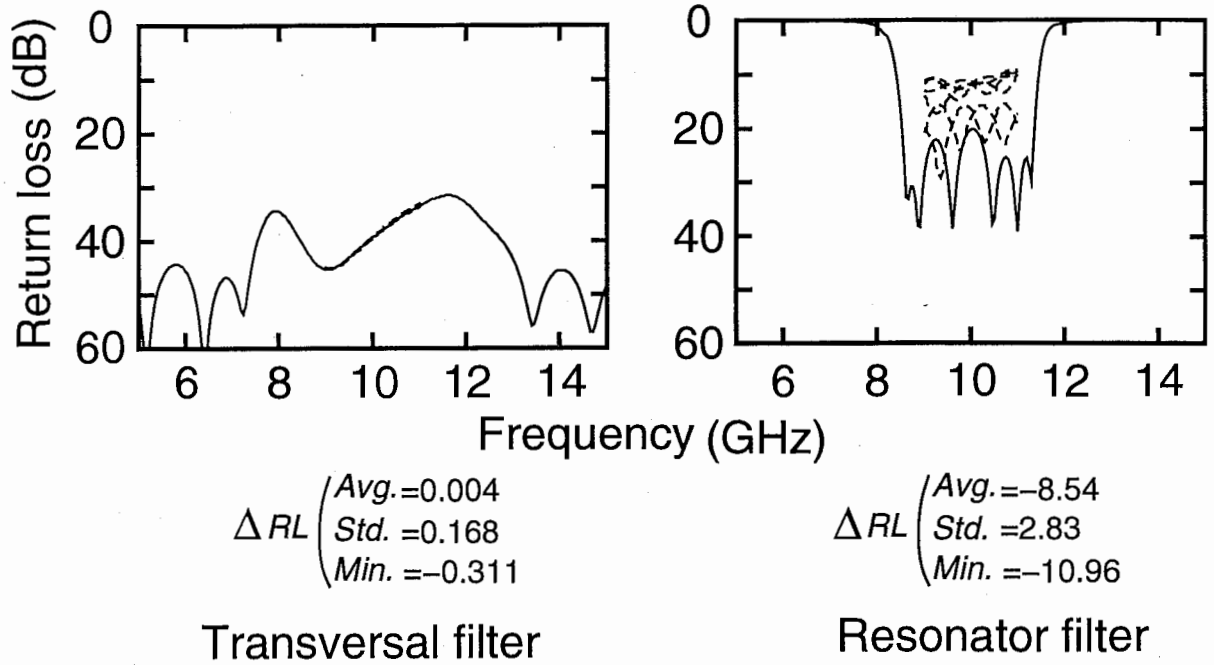 Return loss (dB)
0
20
40
60
6 8 10 12 14
0
20
40
60
6 8 10 12 14
Frequency (GHz)
Δ RL ( Avg.=0.004
Std. =0.168
Min. =−0.311
Δ RL ( Avg.=−8.54
Std. =2.83
Min. =−10.96
Transversal filter
Resonator filter